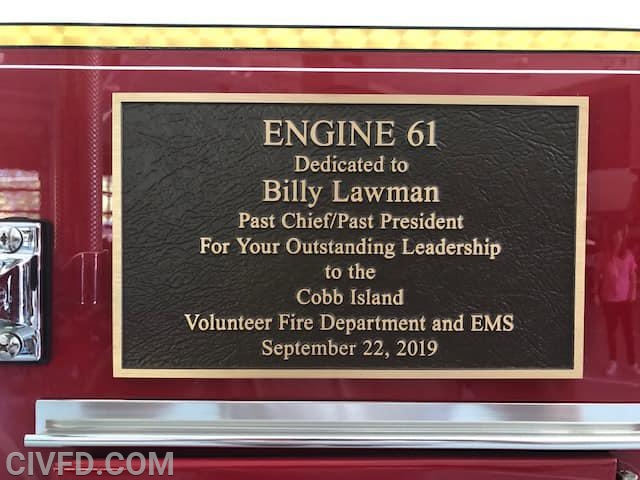 ENGINE 61
Dedicated to
Billy Lawman
Past Chief/Past President
For Your Outstanding Leadership
to the
Cobb Island
Volunteer Fire Department and EMS
September 22, 2019
CIVFD.COM